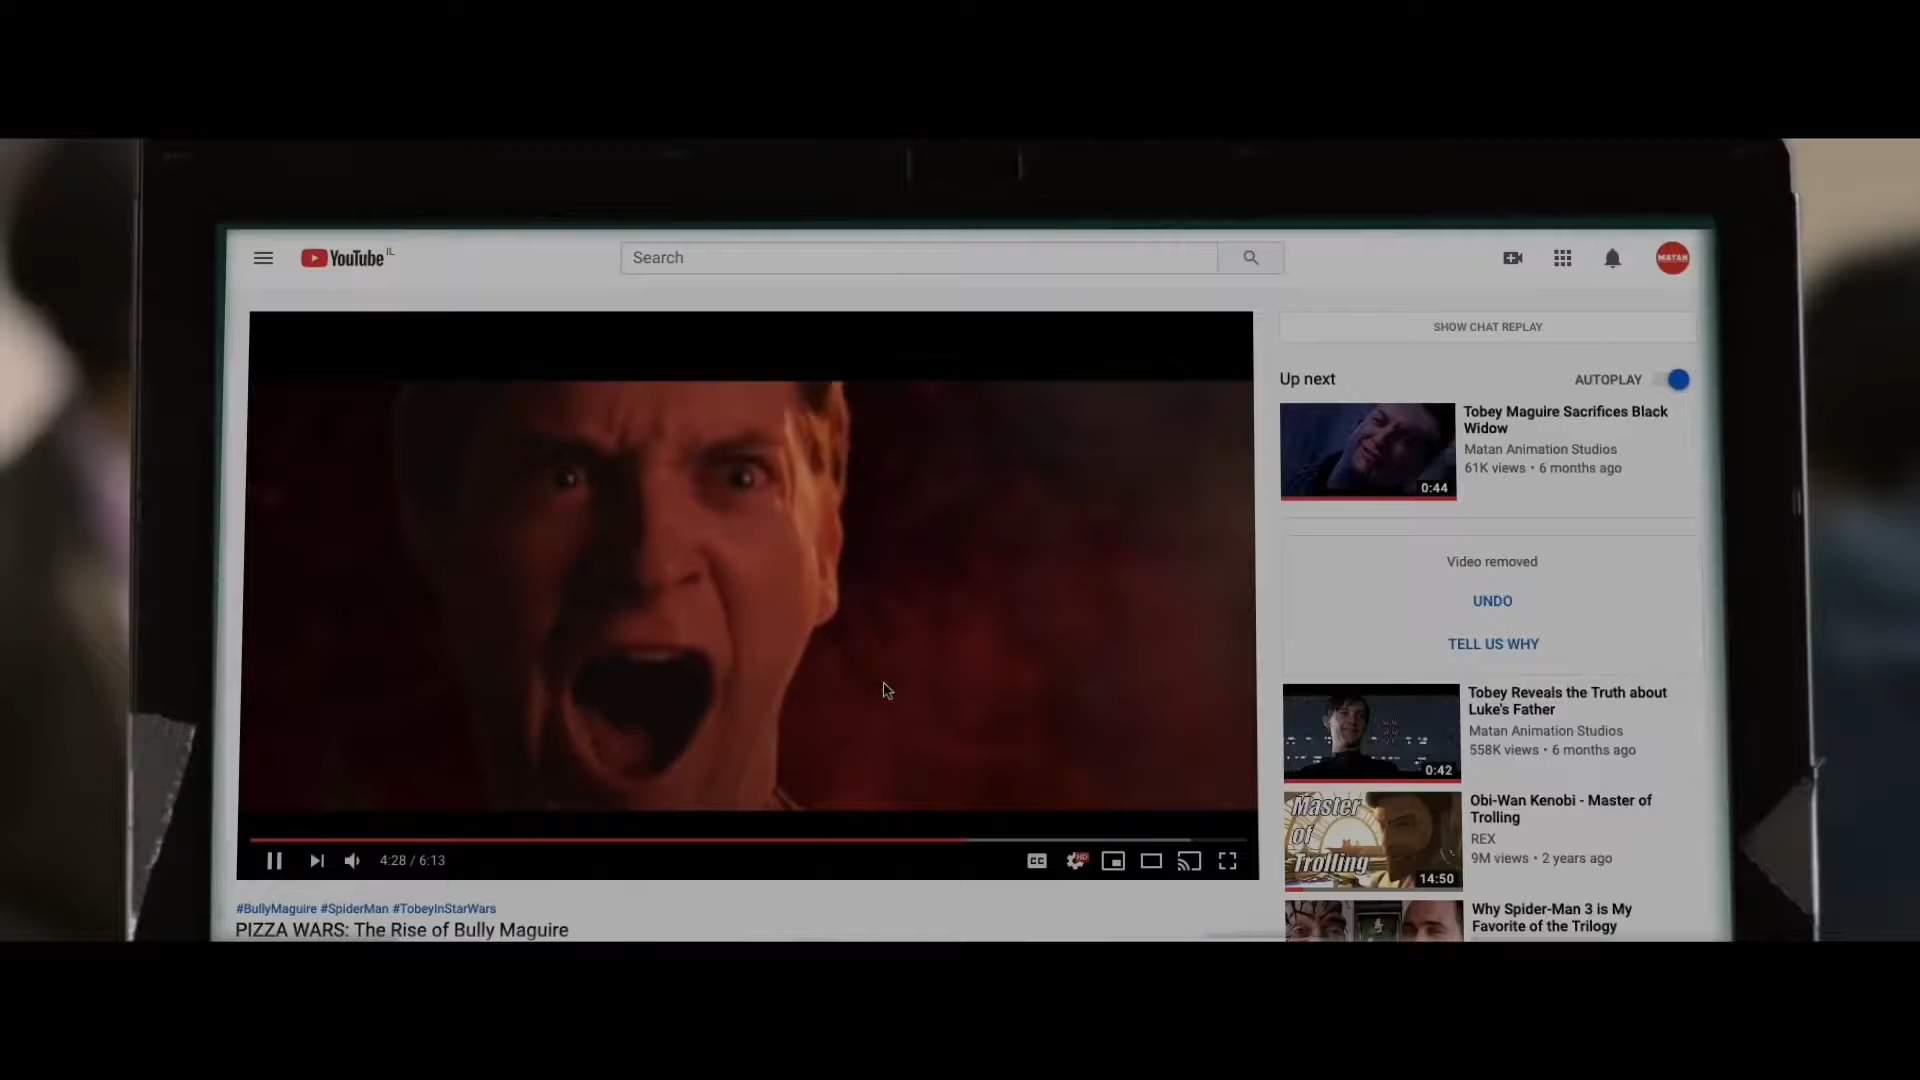 YouTube IL
Search
MATAN
SHOW CHAT REPLAY
Up next
AUTOPLAY
Tobey Maguire Sacrifices Black
Widow
Matan Animation Studios
61K views • 6 months ago
0:44
Video removed
UNDO
TELL US WHY
Tobey Reveals the Truth about
Luke's Father
Matan Animation Studios
558K views • 6 months ago
0:42
Master
of
Trolling
14:50
Obi-Wan Kenobi - Master of
Trolling
REX
9M views • 2 years ago
Why Spider-Man 3 is My
Favorite of the Trilogy
4:28 / 6:13
CC
HD
#BullyMaguire #SpiderMan #TobeyInStarWars
PIZZA WARS: The Rise of Bully Maguire